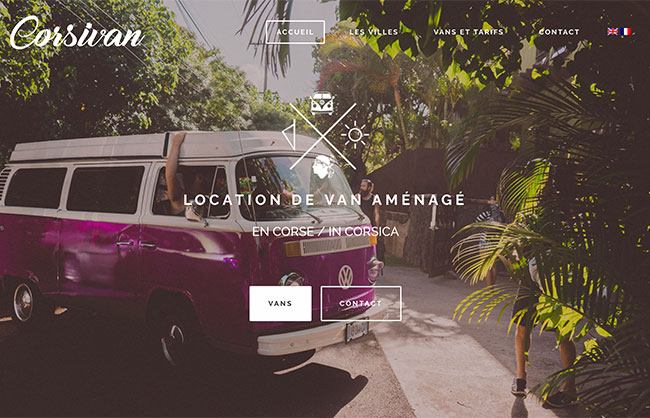 Corsivan
ACCUEIL LES VILLES VANS ET TARIFS CONTACT
LOCATION DE VAN AMÉNAGÉ
EN CORSE / IN CORSICA
VANS CONTACT